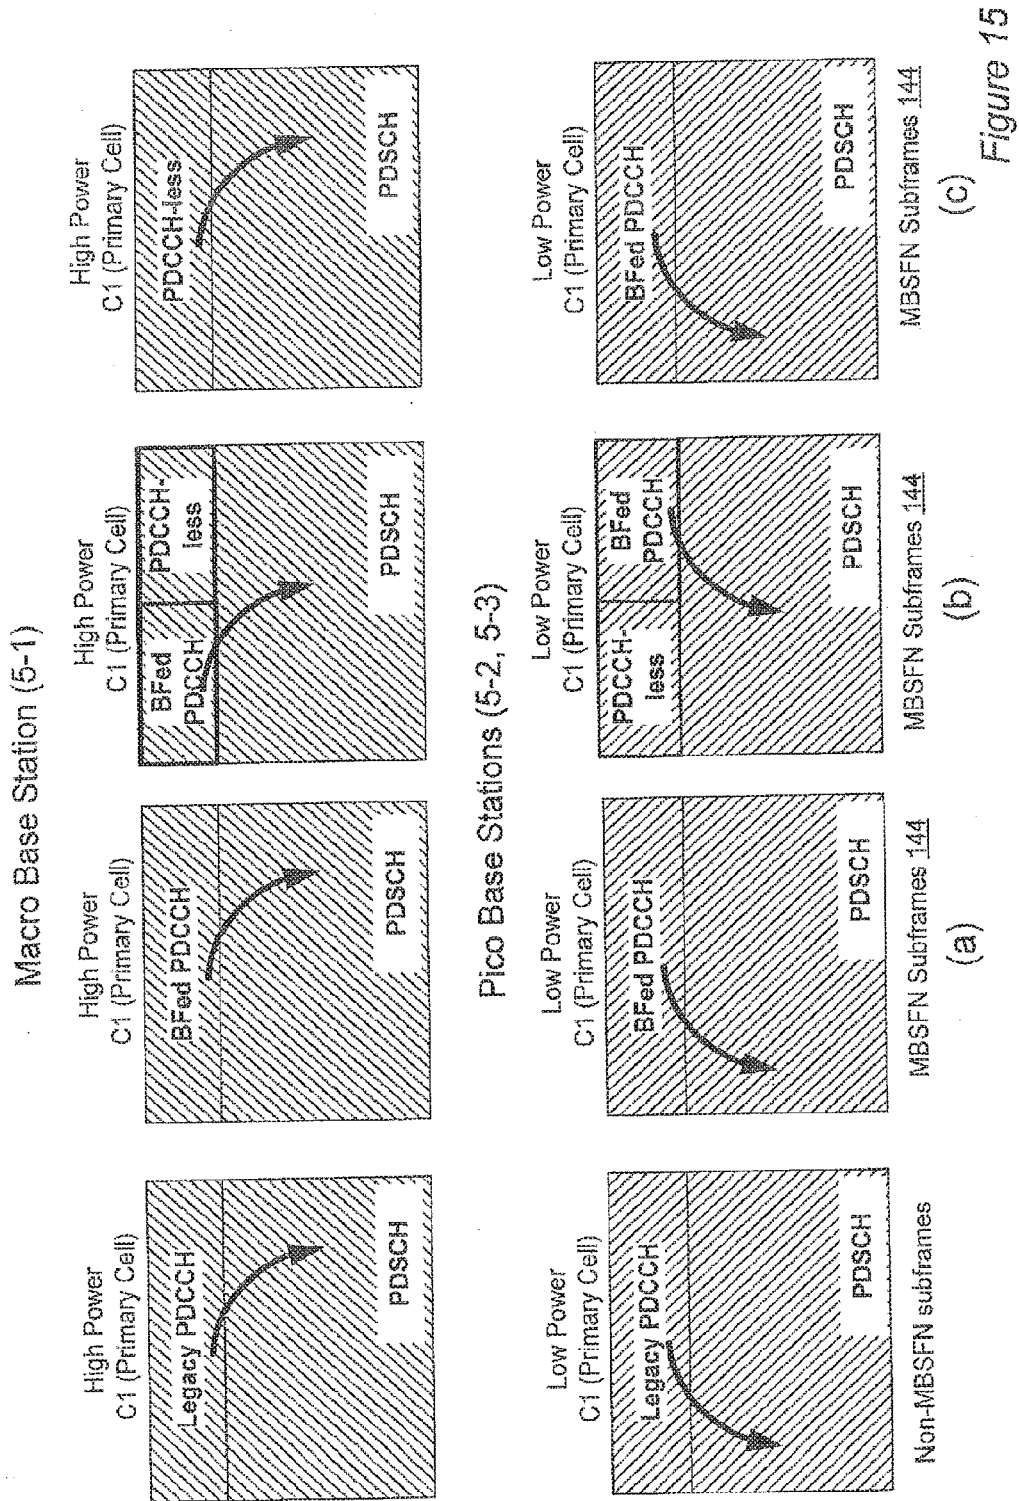 Macro Base Station (5-1)
High Power
C1 (Primary Cell)
Legacy PDCCH
PDSCH
High Power
C1 (Primary Cell)
BFed PDCCH
PDSCH
High Power
C1 (Primary Cell)
BFed
PDCCH
PDCCH-
less
PDSCH
High Power
C1 (Primary Cell)
PDCCH-less
PDSCH
Pico Base Stations (5-2, 5-3)
Low Power
C1 (Primary Cell)
Legacy PDCCH
PDSCH
Low Power
C1 (Primary Cell)
BFed PDCCH
PDSCH
Low Power
C1 (Primary Cell)
PDCCH-
less
BFed
PDCCH
PDSCH
Low Power
C1 (Primary Cell)
BFed PDCCH
PDSCH
Non-MBSFN subframes
MBSFN Subframes 144
MBSFN Subframes 144
MBSFN Subframes 144
(a)
(b)
(c)
Figure 15